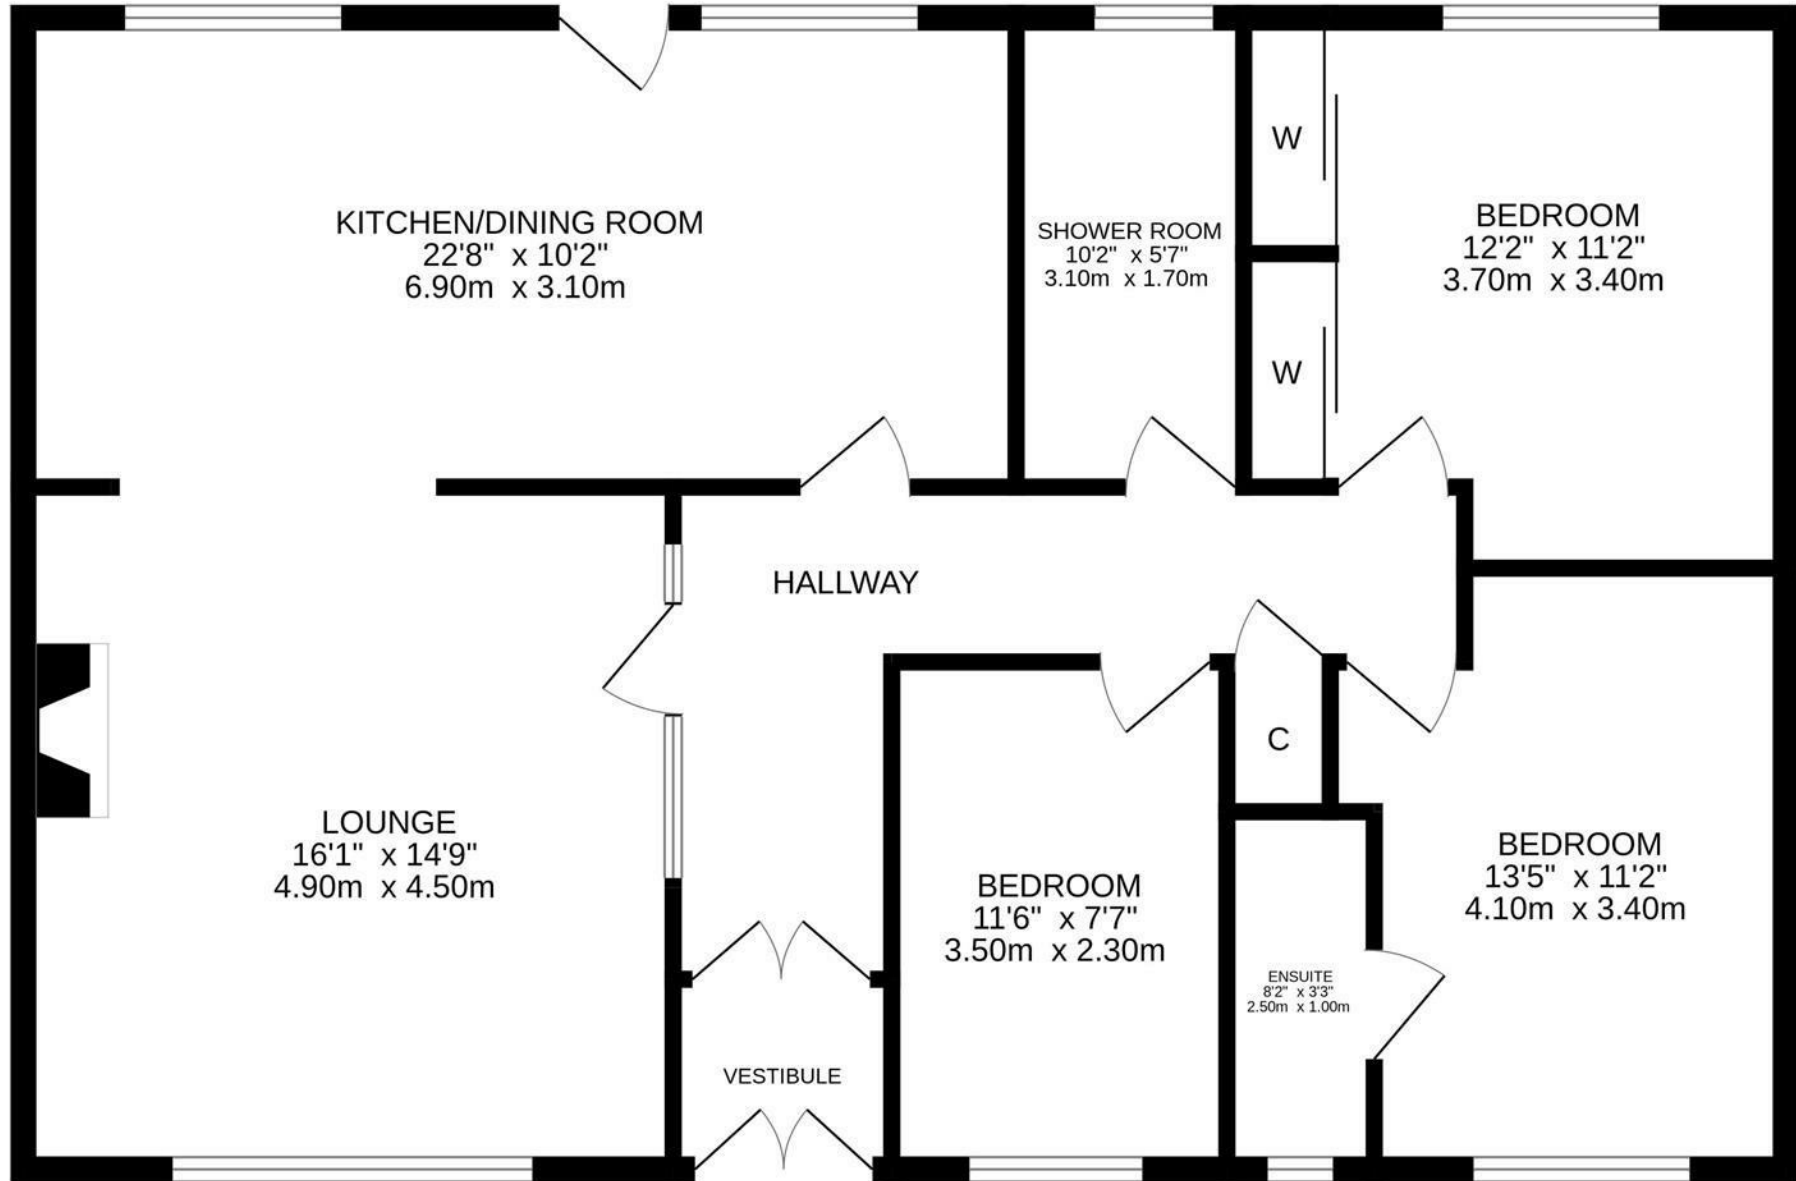 KITCHEN/DINING ROOM
22'8" x 10'2"
6.90m x 3.10m
SHOWER ROOM
10'2" x 5'7"
3.10m x 1.70m
W
W
BEDROOM
12'2" x 11'2"
3.70m x 3.40m
HALLWAY
LOUNGE
16'1" x 14'9"
4.90m x 4.50m
C
BEDROOM
11'6" x 7'7"
3.50m x 2.30m
BEDROOM
13'5" x 11'2"
4.10m x 3.40m
ENSUITE
8'2" x 3'3"
2.50m x 1.00m
VESTIBULE